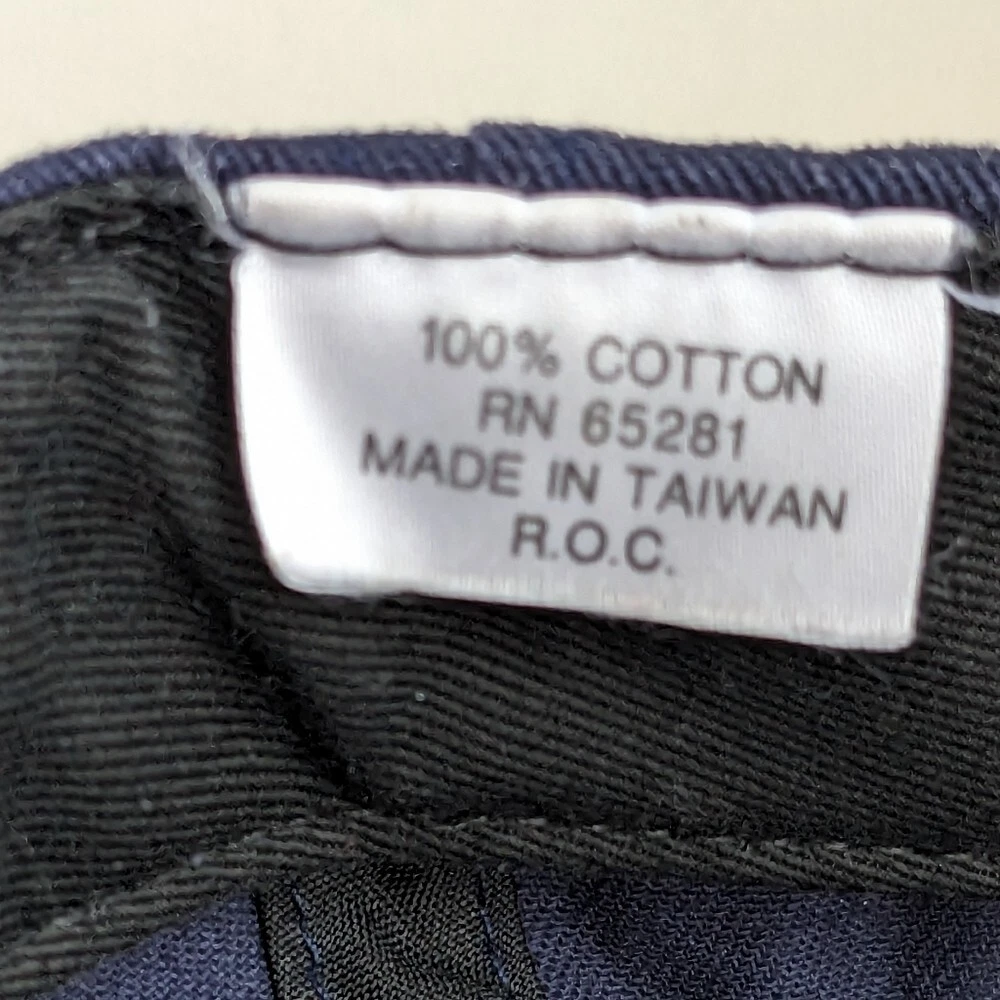 100% COTTON
RN 65281
MADE IN TAIWAN
R.O.C.